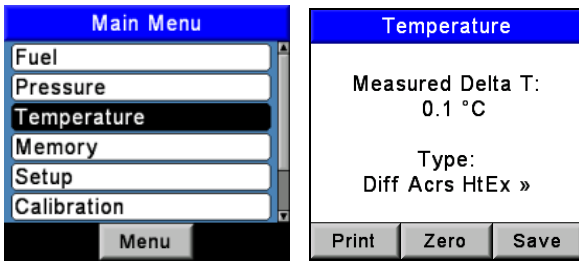 Main Menu
Fuel
Pressure
Temperature
Memory
Setup
Calibration
Menu
Temperature
Measured Delta T:
0.1 °C
Type:
Diff Acrs HtEx »
Print Zero Save